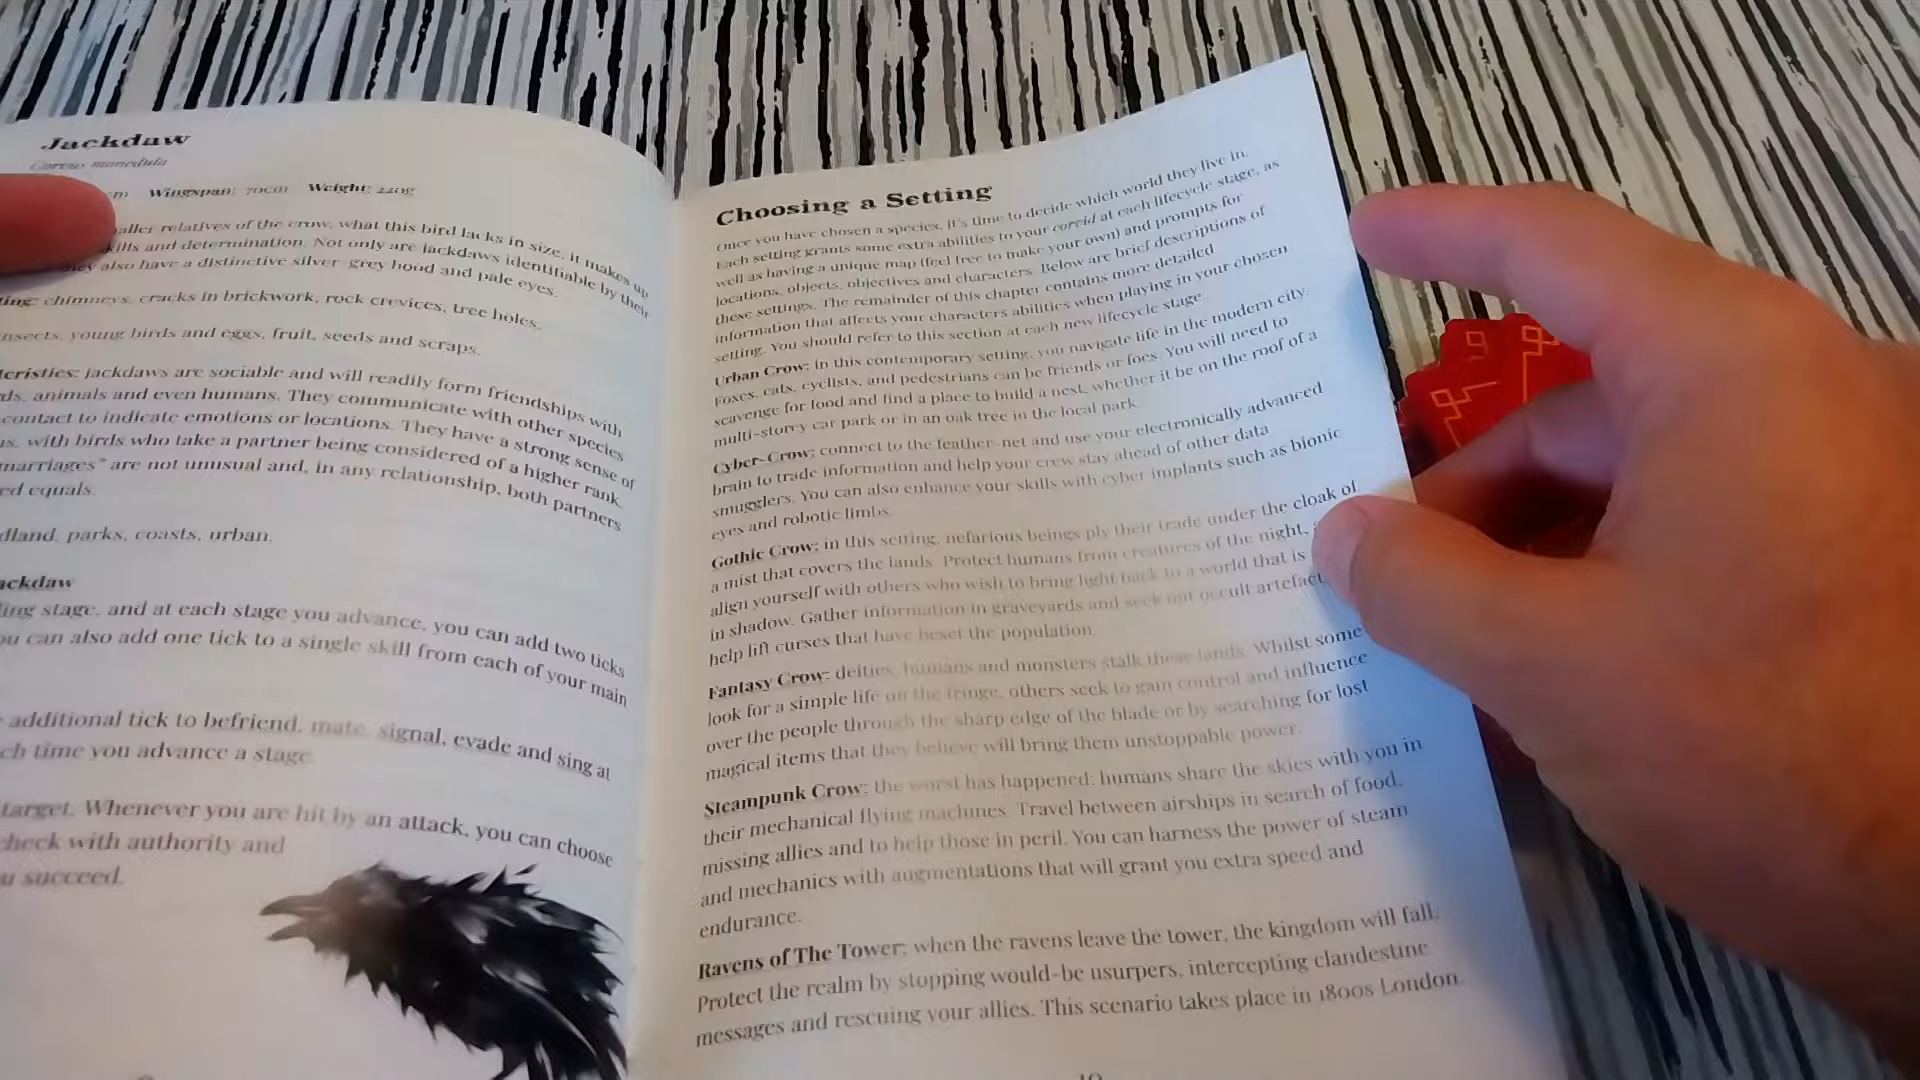 Jackdaw
Corvus monedula
cm Wingspan: 70cm Weight: 220g
aller relatives of the crow, what this bird lacks in size, it makes up
kills and determination. Not only are jackdaws identifiable by their
they also have a distinctive silver-grey hood and pale eyes.
ting: chimneys, cracks in brickwork, rock crevices, tree holes.
insects, young birds and eggs, fruit, seeds and scraps.
teristics: jackdaws are sociable and will readily form friendships with
ds, animals and even humans. They communicate with other species
contact to indicate emotions or locations. They have a strong sense of
us, with birds who take a partner being considered of a higher rank.
marriages" are not unusual and, in any relationship, both partners
ed equals.
dland, parks, coasts, urban.
ackdaw
ling stage, and at each stage you advance, you can add two ticks
ou can also add one tick to a single skill from each of your main
additional tick to befriend, mate, signal, evade and sing at
ch time you advance a stage.
target. Whenever you are hit by an attack, you can choose
check with authority and
u succeed.
Choosing a Setting
Once you have chosen a species, it's time to decide which world they live in.
Each setting grants some extra abilities to your corvid at each lifecycle stage, as
well as having a unique map (feel free to make your own) and prompts for
locations, objects, objectives and characters. Below are brief descriptions of
these settings. The remainder of this chapter contains more detailed
information that affects your characters abilities when playing in your chosen
setting. You should refer to this section at each new lifecycle stage.
Urban Crow: in this contemporary setting, you navigate life in the modern city.
Foxes, cats, cyclists, and pedestrians can be friends or foes. You will need to
scavenge for food and find a place to build a nest, whether it be on the roof of a
multi-storey car park or in an oak tree in the local park.
Cyber-Crow: connect to the feather-net and use your electronically advanced
brain to trade information and help your crew stay ahead of other data
smugglers. You can also enhance your skills with cyber implants such as bionic
eyes and robotic limbs.
Gothic Crow: in this setting, nefarious beings ply their trade under the cloak of
a mist that covers the lands. Protect humans from creatures of the night,
align yourself with others who wish to bring light back to a world that is
in shadow. Gather information in graveyards and seek out occult artefact
help lift curses that have beset the population.
Fantasy Crow: deities, humans and monsters stalk these lands. Whilst some
look for a simple life on the fringe, others seek to gain control and influence
over the people through the sharp edge of the blade or by searching for lost
magical items that they believe will bring them unstoppable power.
Steampunk Crow: the worst has happened: humans share the skies with you in
their mechanical flying machines. Travel between airships in search of food,
missing allies and to help those in peril. You can harness the power of steam
and mechanics with augmentations that will grant you extra speed and
endurance.
Ravens of The Tower: when the ravens leave the tower, the kingdom will fall.
Protect the realm by stopping would-be usurpers, intercepting clandestine
messages and rescuing your allies. This scenario takes place in 1800s London.